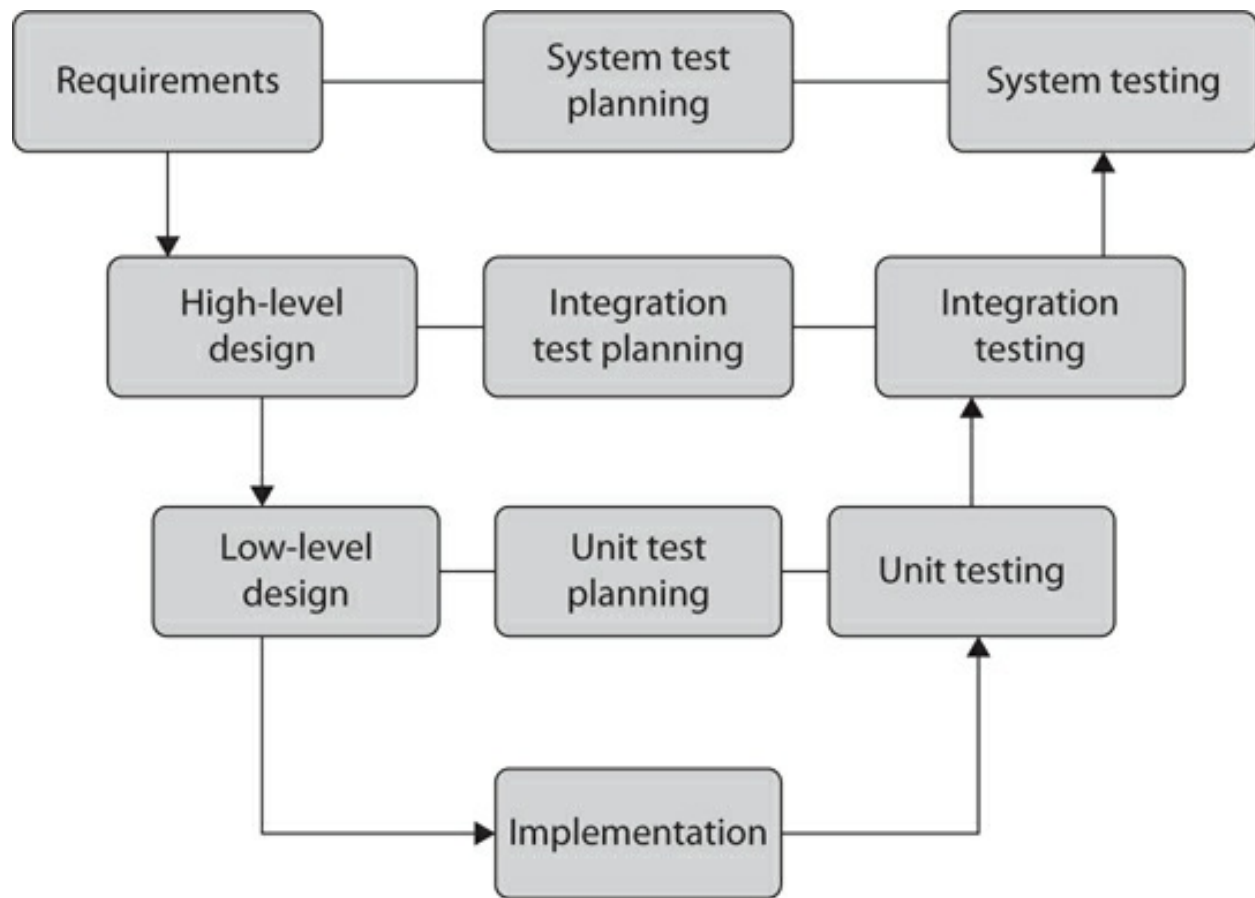 Requirements
System test
planning
System testing
High-level
design
Integration
test planning
Integration
testing
Low-level
design
Unit test
planning
Unit testing
Implementation